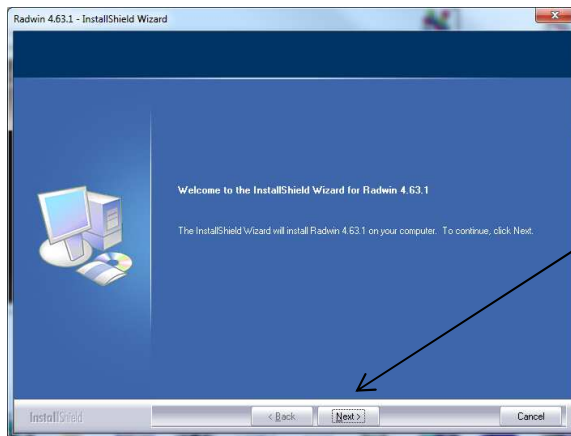 Radwin 4.63.1 - InstallShield Wizard
Welcome to the InstallShield Wizard for Radwin 4.63.1
The InstallShield Wizard will install Radwin 4.63.1 on your computer. To continue, click Next.
InstallShield
< Back
Next >
Cancel